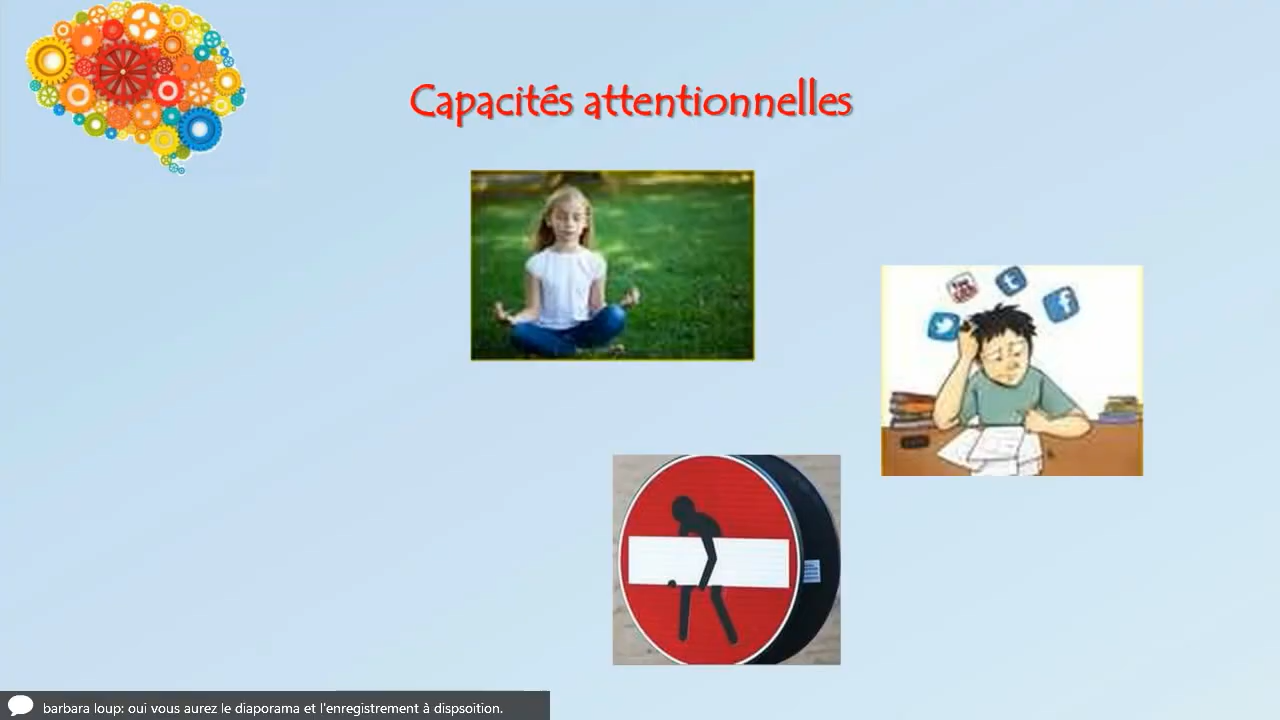 Capacités attentionnelles
barbara loup: oui vous aurez le diaporama et l'enregistrement à dispsoition.